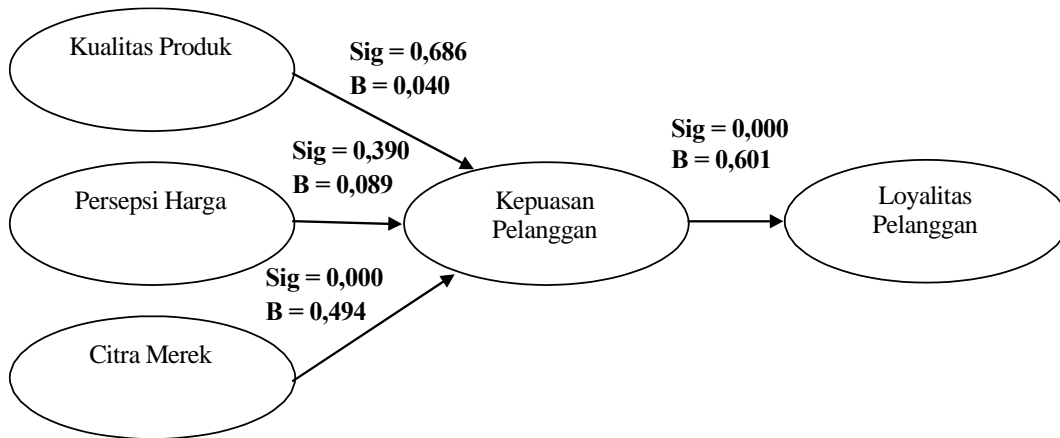 Kualitas Produk
Sig = 0,686
B = 0,040
Sig = 0,390
B = 0,089
Persepsi Harga
Sig = 0,000
B = 0,494
Citra Merek
Kepuasan
Pelanggan
Sig = 0,000
B = 0,601
Loyalitas
Pelanggan